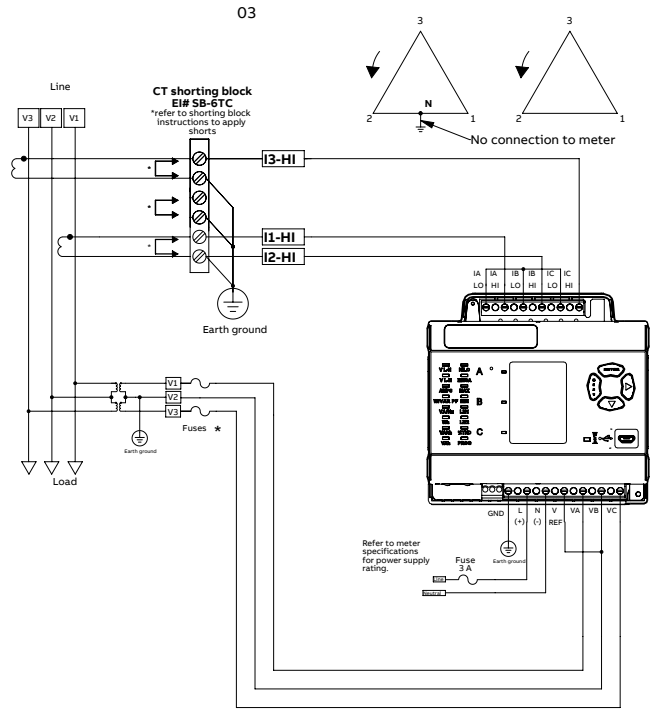 03
3
3
2
N
1
2
1
No connection to meter
Line
V3
V2
V1
CT shorting block
EI# SB-6TC
*refer to shorting block
instructions to apply
shorts
*
*
*
I3-HI
I1-HI
I2-HI
Earth ground
IA IA IB IB IC IC
LO HI LO HI LO HI
A
B
C
V1
V2
V3
Fuses *
Earth ground
Load
GND
L
(+)
N
(-)
V
REF
VA
VB
VC
Earth ground
Refer to meter
specifications
for power supply
rating.
Fuse
3 A
Line
Neutral